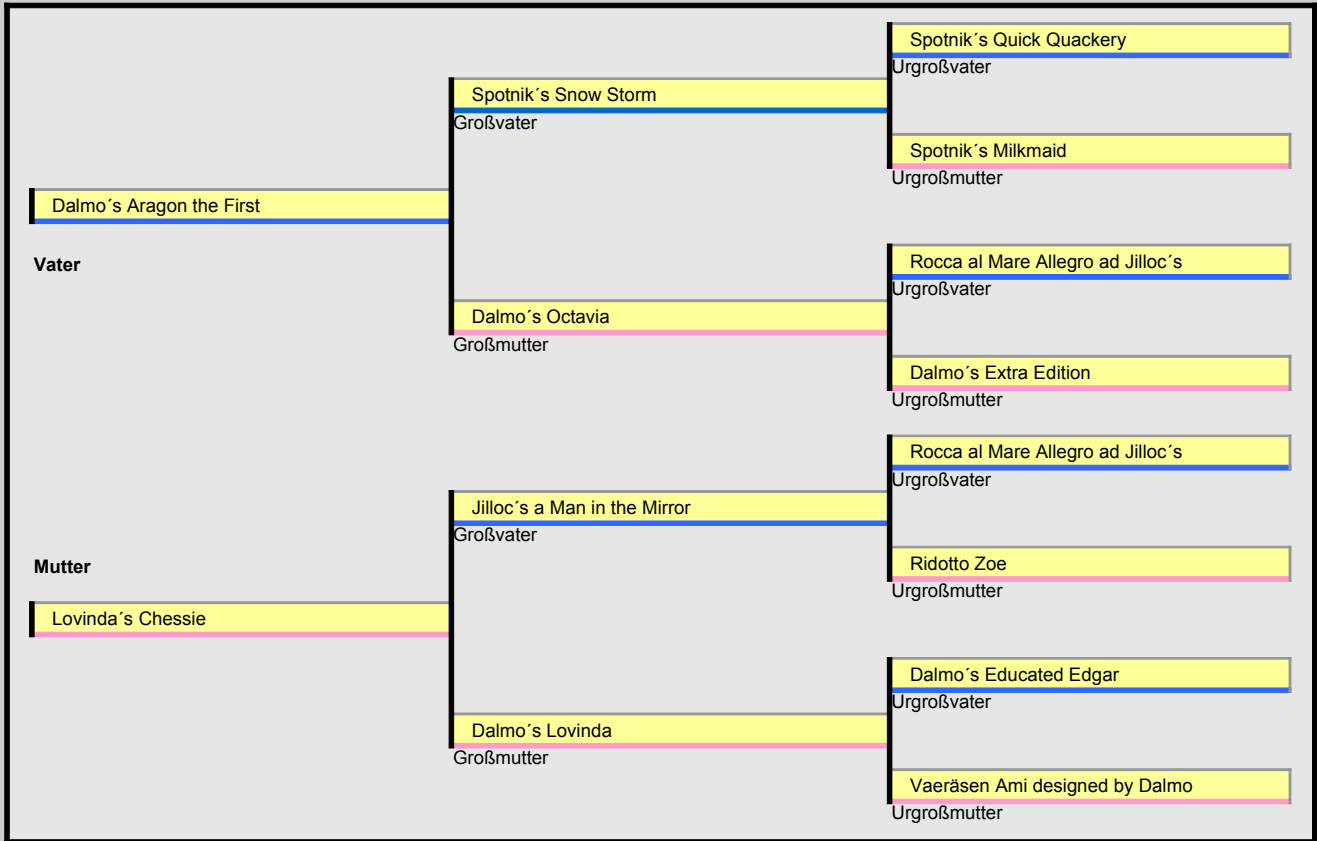 Spotnik´s Quick Quackery
Urgroßvater
Spotnik´s Snow Storm
Großvater
Spotnik´s Milkmaid
Urgroßmutter
Dalmo´s Aragon the First
Vater
Rocca al Mare Allegro ad Jilloc´s
Urgroßvater
Dalmo´s Octavia
Großmutter
Dalmo´s Extra Edition
Urgroßmutter
Rocca al Mare Allegro ad Jilloc´s
Urgroßvater
Jilloc´s a Man in the Mirror
Großvater
Ridotto Zoe
Urgroßmutter
Mutter
Lovinda´s Chessie
Dalmo´s Educated Edgar
Urgroßvater
Dalmo´s Lovinda
Großmutter
Vaeräsen Ami designed by Dalmo
Urgroßmutter